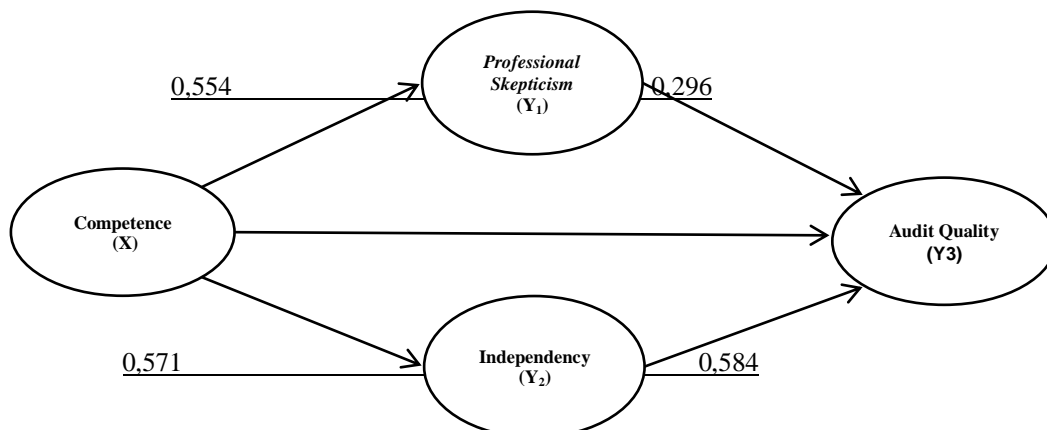 Professional
Skepticism
(Y₁)
0,554
0,296
Competence
(X)
Audit Quality
(Y3)
Independency
(Y₂)
0,571
0,584